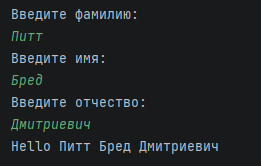 Введите фамилию:
Питт
Введите имя:
Бред
Введите отчество:
Дмитриевич
Hello Питт Бред Дмитриевич